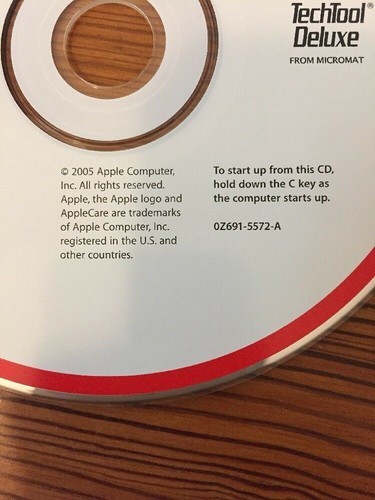 TechTool®
Deluxe
FROM MICROMAT
© 2005 Apple Computer,
Inc. All rights reserved.
Apple, the Apple logo and
AppleCare are trademarks
of Apple Computer, Inc.
registered in the U.S. and
other countries.
To start up from this CD,
hold down the C key as
the computer starts up.
0Z691-5572-A